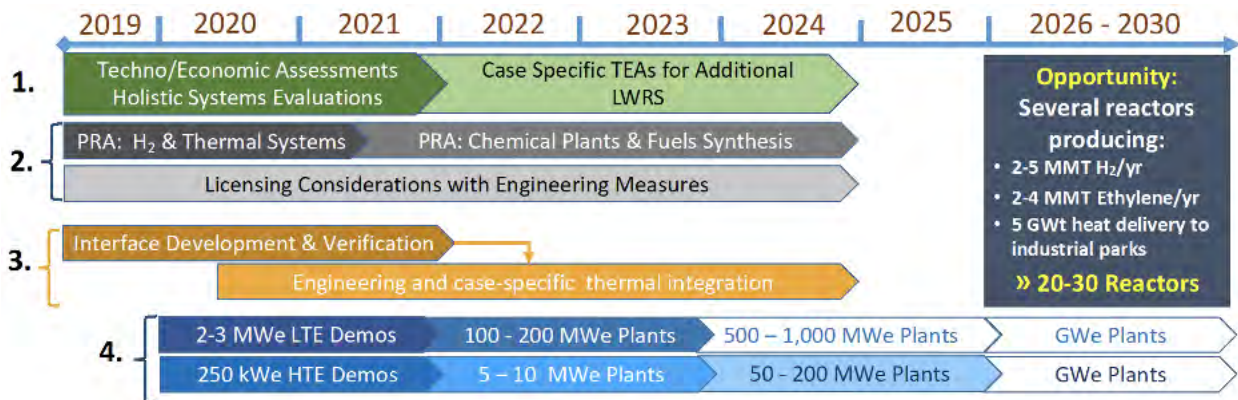 2019 2020 2021 2022 2023 2024 2025 2026 - 2030
1.
Techno/Economic Assessments
Holistic Systems Evaluations
Case Specific TEAs for Additional
LWRS
2.
PRA: H₂ & Thermal Systems
PRA: Chemical Plants & Fuels Synthesis
Licensing Considerations with Engineering Measures
3.
Interface Development & Verification
Engineering and case-specific thermal integration
4.
2-3 MWe LTE Demos
100 - 200 MWe Plants
500 – 1,000 MWe Plants
GWe Plants
250 kWe HTE Demos
5 – 10 MWe Plants
50 - 200 MWe Plants
GWe Plants
Opportunity:
Several reactors
producing:
• 2-5 MMT H₂/yr
• 2-4 MMT Ethylene/yr
• 5 GWt heat delivery to
industrial parks
» 20-30 Reactors